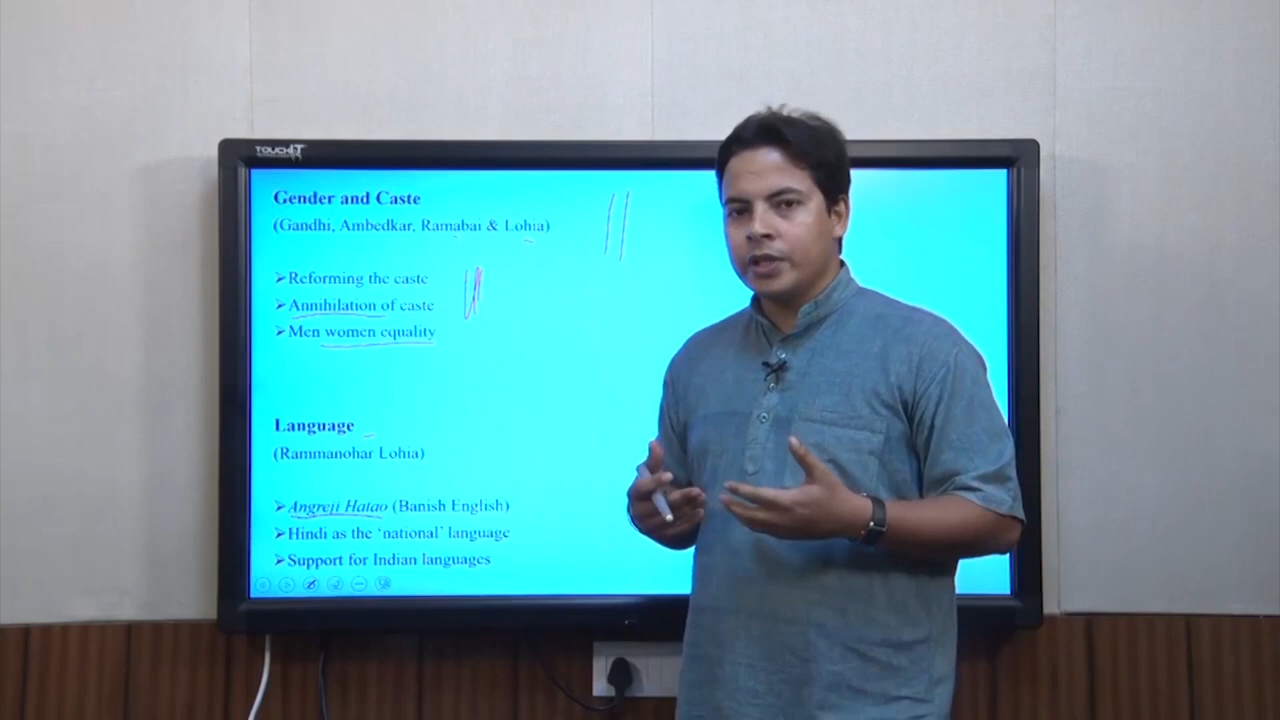 TOUCHIT
Gender and Caste
(Gandhi, Ambedkar, Ramabai & Lohia)
➢Reforming the caste
➢Annihilation of caste
➢Men women equality
Language
(Rammanohar Lohia)
➢Angreji Hatao (Banish English)
➢Hindi as the ‘national’ language
➢Support for Indian languages